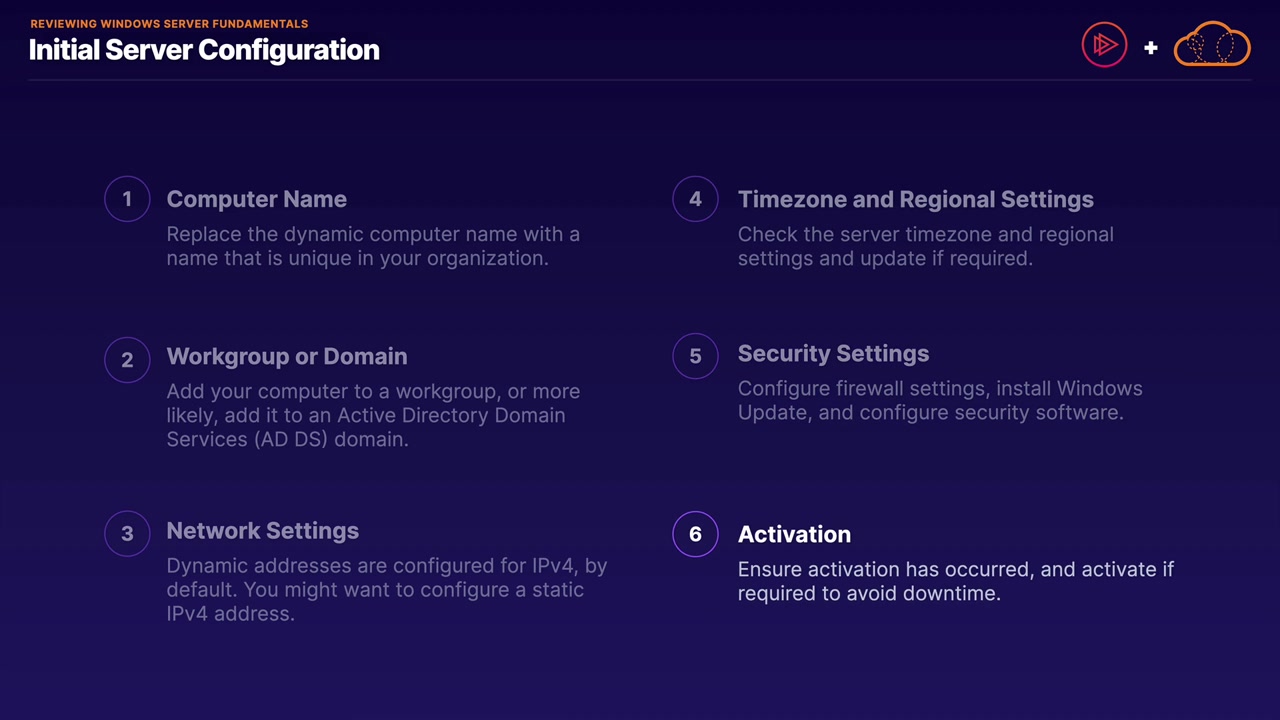 REVIEWING WINDOWS SERVER FUNDAMENTALS
Initial Server Configuration
+
1
Computer Name
Replace the dynamic computer name with a
name that is unique in your organization.
2
Workgroup or Domain
Add your computer to a workgroup, or more
likely, add it to an Active Directory Domain
Services (AD DS) domain.
3
Network Settings
Dynamic addresses are configured for IPv4, by
default. You might want to configure a static
IPv4 address.
4
Timezone and Regional Settings
Check the server timezone and regional
settings and update if required.
5
Security Settings
Configure firewall settings, install Windows
Update, and configure security software.
6
Activation
Ensure activation has occurred, and activate if
required to avoid downtime.